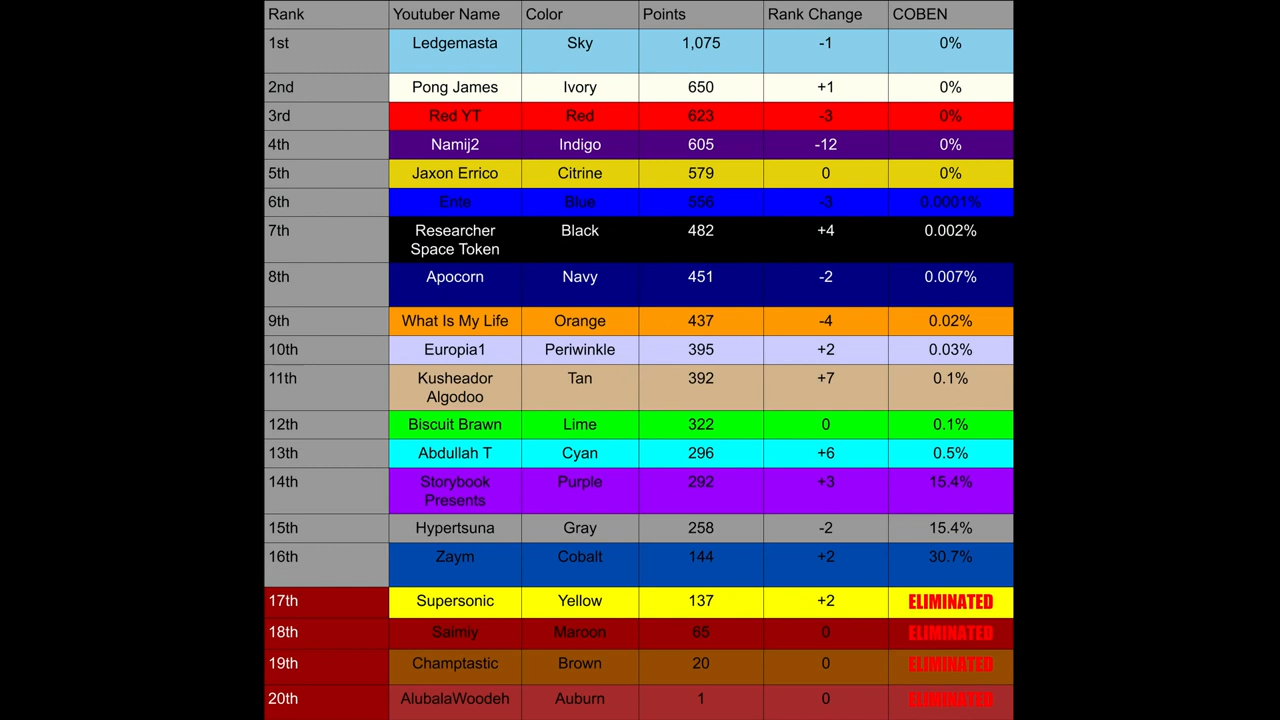 Rank Youtuber Name Color Points Rank Change COBEN
1st Ledgemasta Sky 1,075 -1 0%
2nd Pong James Ivory 650 +1 0%
3rd Red YT Red 623 -3 0%
4th Namij2 Indigo 605 -12 0%
5th Jaxon Errico Citrine 579 0 0%
6th Ente Blue 556 -3 0.0001%
7th Researcher Black 482 +4 0.002%
Space Token
8th Apocorn Navy 451 -2 0.007%
9th What Is My Life Orange 437 -4 0.02%
10th Europia1 Periwinkle 395 +2 0.03%
11th Kusheador Tan 392 +7 0.1%
Algodoo
12th Biscuit Brawn Lime 322 0 0.1%
13th Abdullah T Cyan 296 +6 0.5%
14th Storybook Purple 292 +3 15.4%
Presents
15th Hypertsuna Gray 258 -2 15.4%
16th Zaym Cobalt 144 +2 30.7%
17th Supersonic Yellow 137 +2 ELIMINATED
18th Saimiy Maroon 65 0 ELIMINATED
19th Champtastic Brown 20 0 ELIMINATED
20th AlubalaWoodeh Auburn 1 0 ELIMINATED